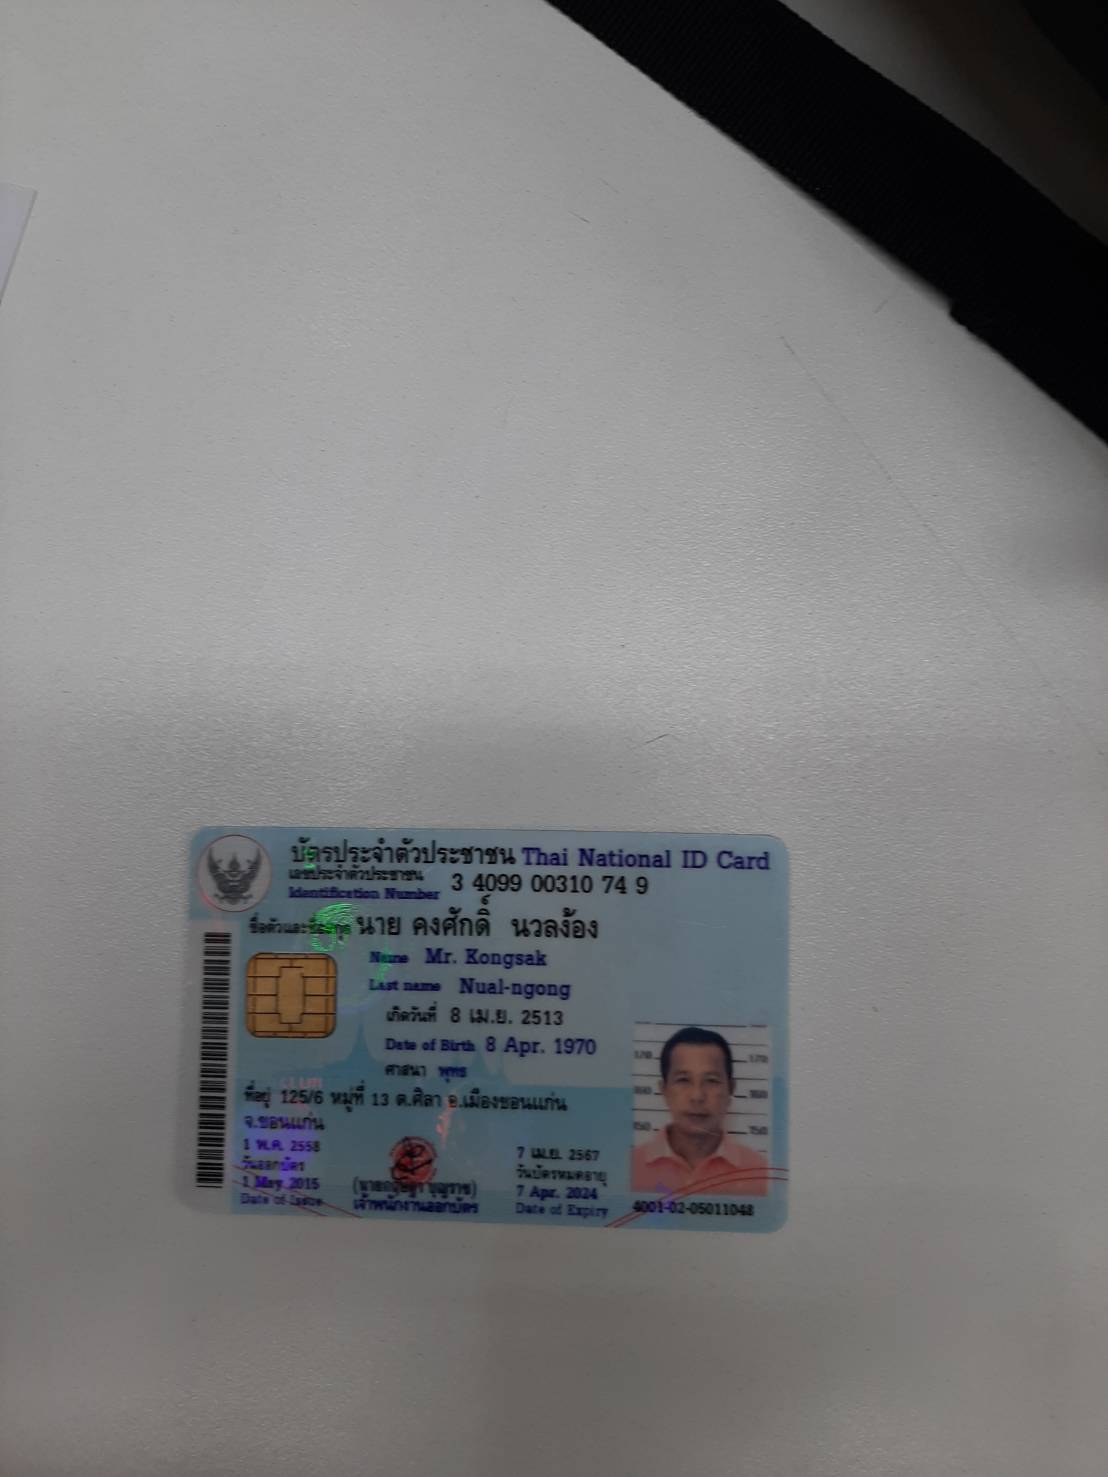 บัตรประจำตัวประชาชน Thai National ID Card
เลขประจำตัวประชาชน
Identification Number 3 4099 00310 74 9
ชื่อตัวและชื่อสกุล นาย คงศักดิ์ นวลง้อง
Name Mr. Kongsak
Last name Nual-ngong
เกิดวันที่ 8 เม.ย. 2513
Date of Birth 8 Apr. 1970
ศาสนา พุทธ
ที่อยู่ 125/6 หมู่ที่ 13 ต.ศิลา อ.เมืองขอนแก่น
จ.ขอนแก่น
1 พ.ค. 2558
วันออกบัตร
1 May 2015
Date of Issue
เจ้าพนักงานออกบัตร
7 เม.ย. 2567
วันบัตรหมดอายุ
7 Apr. 2024
Date of Expiry
170 170
160 160
150 150
4001-02-05011048